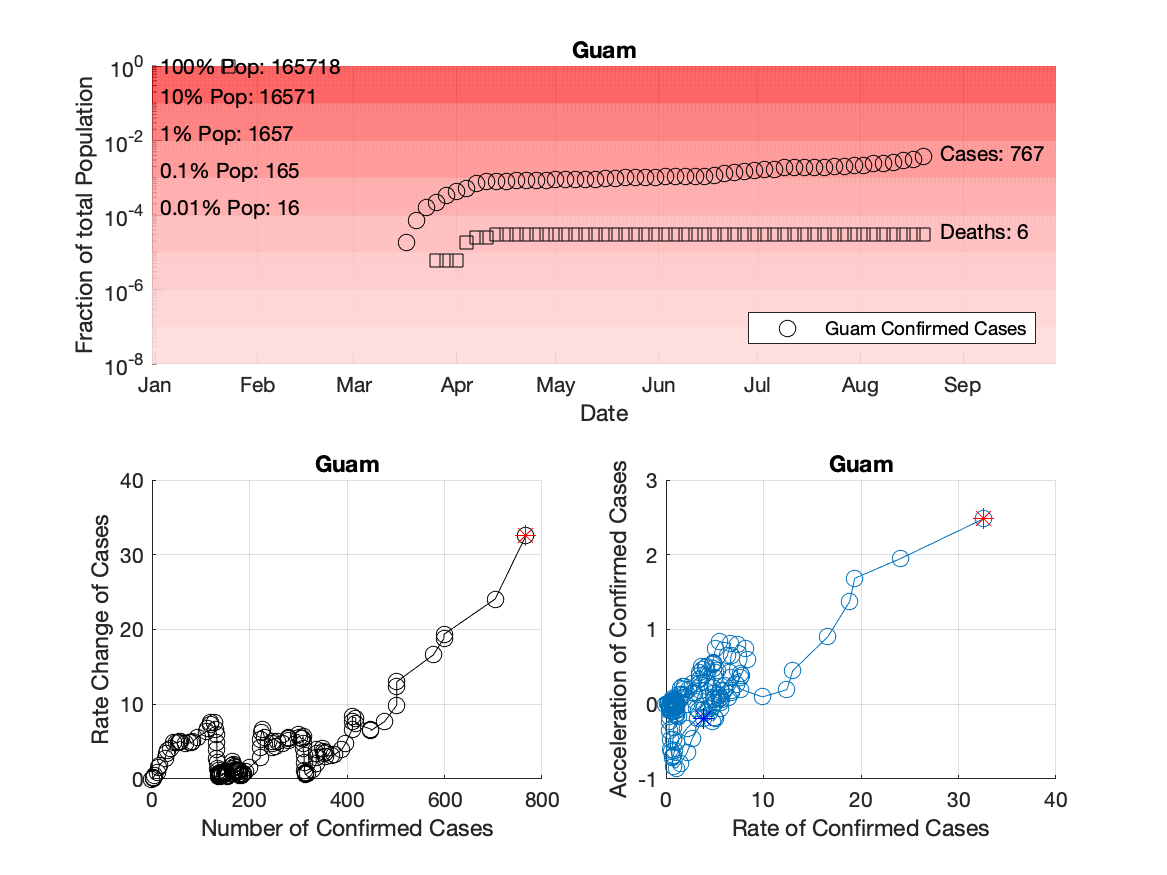 Guam
Fraction of total Population
10^0
10^-2
10^-4
10^-6
10^-8
100% Pop: 165718
10% Pop: 16571
1% Pop: 1657
0.1% Pop: 165
0.01% Pop: 16
Cases: 767
Deaths: 6
Guam Confirmed Cases
Jan Feb Mar Apr May Jun Jul Aug Sep
Date
Guam
Rate Change of Cases
40
30
20
10
0
0 200 400 600 800
Number of Confirmed Cases
Guam
Acceleration of Confirmed Cases
3
2
1
0
-1
0 10 20 30 40
Rate of Confirmed Cases